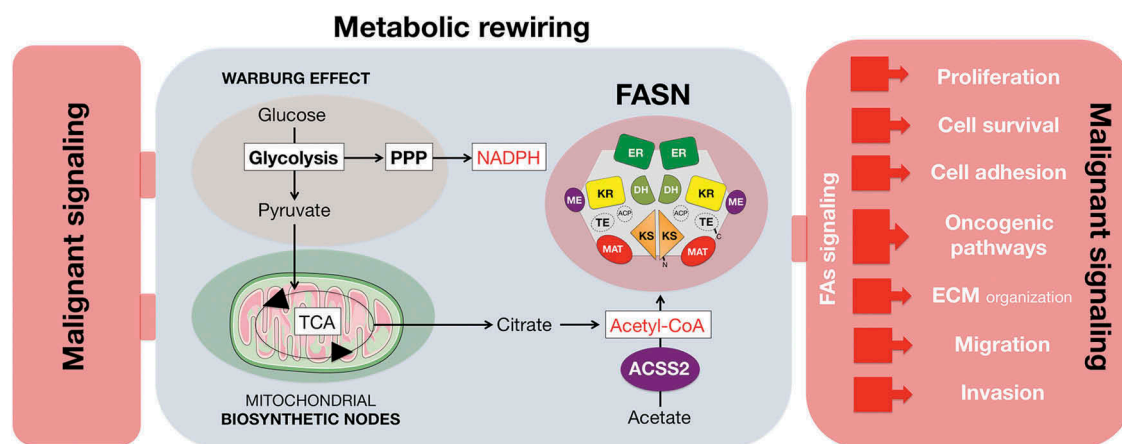 Metabolic rewiring
Malignant signaling
WARBURG EFFECT
Glucose
Glycolysis
PPP
NADPH
Pyruvate
TCA
MITOCHONDRIAL
BIOSYNTHETIC NODES
Citrate
Acetyl-CoA
ACSS2
Acetate
FASN
ER ER
KR DH DH KR
ME ME
TE ACP ACP TE
KS KS
C
MAT MAT
N
FAs signaling
Proliferation
Cell survival
Cell adhesion
Oncogenic
pathways
ECM organization
Migration
Invasion
Malignant signaling